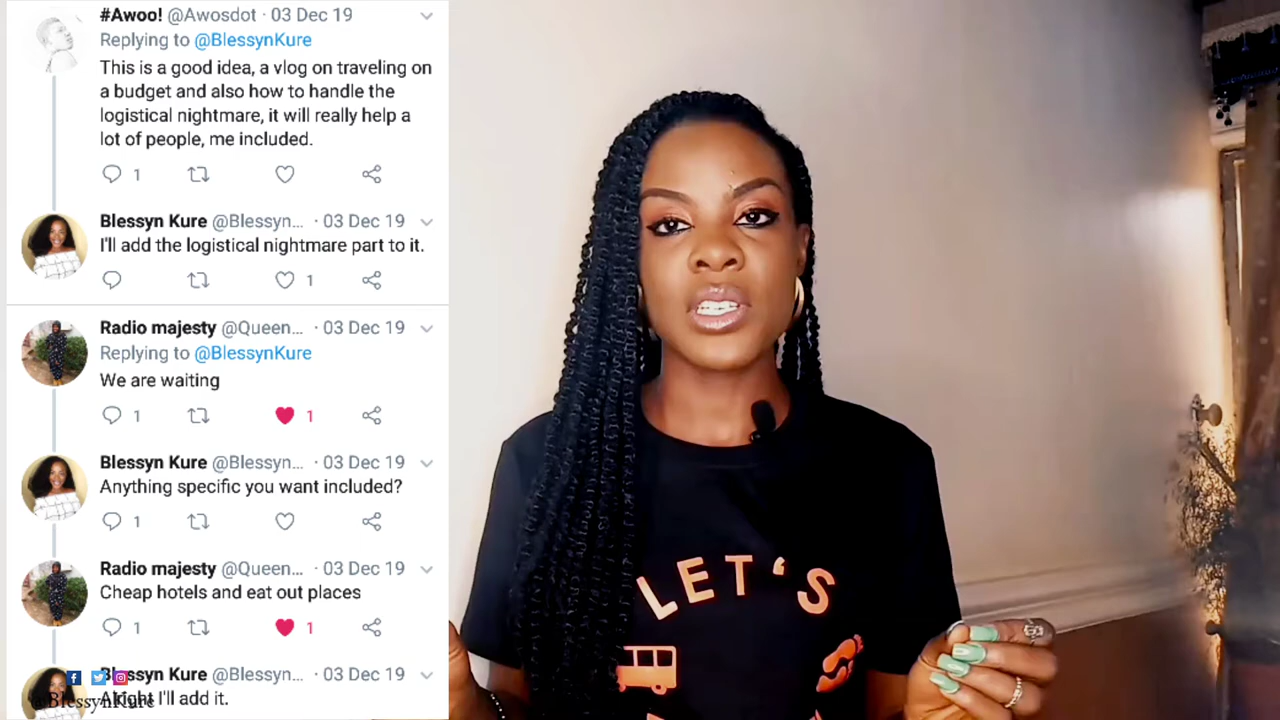 #Awoo! @Awosdot · 03 Dec 19
Replying to @BlessynKure
This is a good idea, a vlog on traveling on
a budget and also how to handle the
logistical nightmare, it will really help a
lot of people, me included.
1
Blessyn Kure @Blessyn... · 03 Dec 19
I'll add the logistical nightmare part to it.
1
Radio majesty @Queen... · 03 Dec 19
Replying to @BlessynKure
We are waiting
1 1
Blessyn Kure @Blessyn... · 03 Dec 19
Anything specific you want included?
1
Radio majesty @Queen... · 03 Dec 19
Cheap hotels and eat out places
1 1
Blessyn Kure @Blessyn... · 03 Dec 19
Alright I'll add it.
@BlessynKure
LET'S